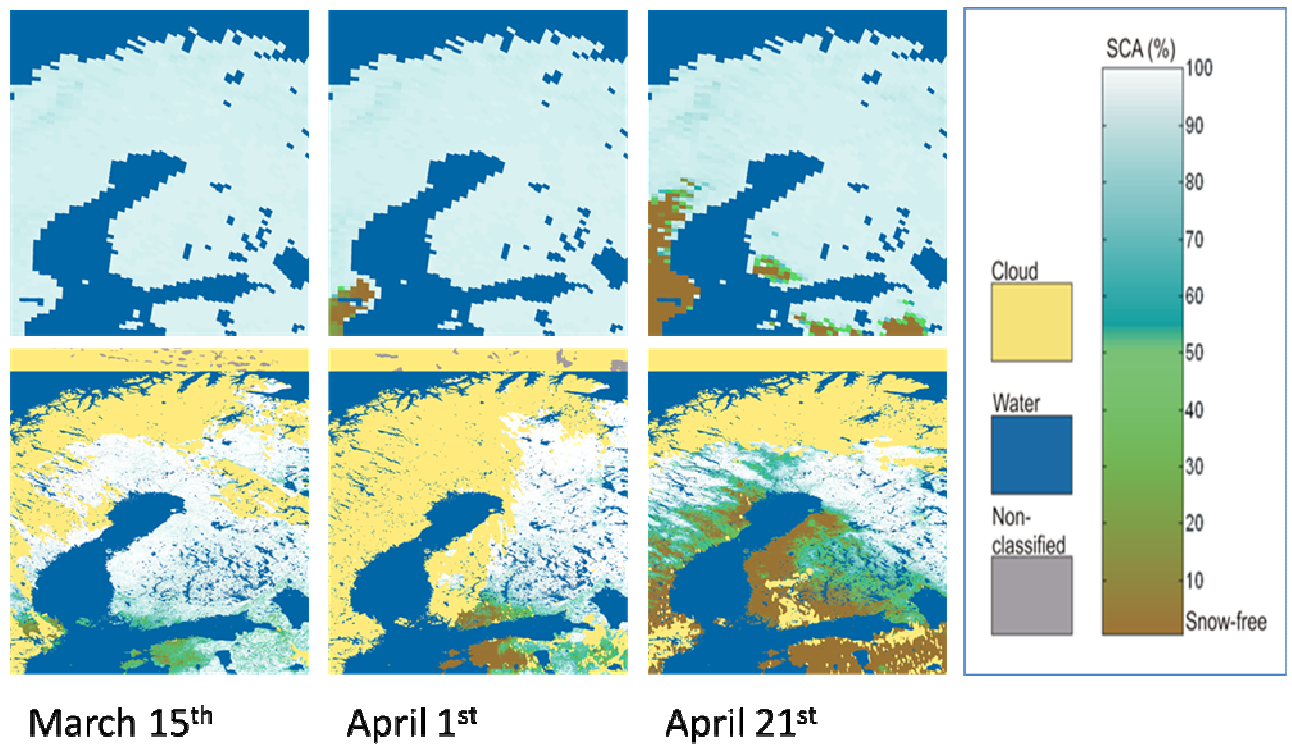 SCA (%)
100
90
80
70
60
50
40
30
20
10
Snow-free
Cloud
Water
Non-
classified
March 15th
April 1st
April 21st